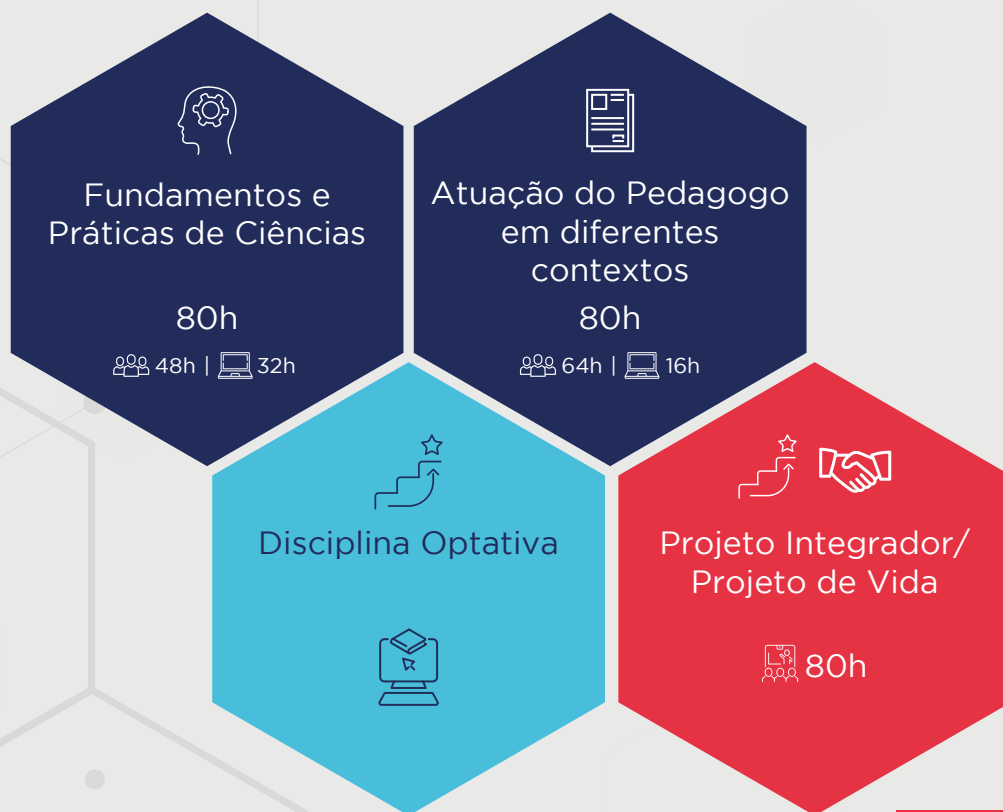 Fundamentos e
Práticas de Ciências
80h
48h | 32h
Atuação do Pedagogo
em diferentes
contextos
80h
64h | 16h
Disciplina Optativa
Projeto Integrador/
Projeto de Vida
80h